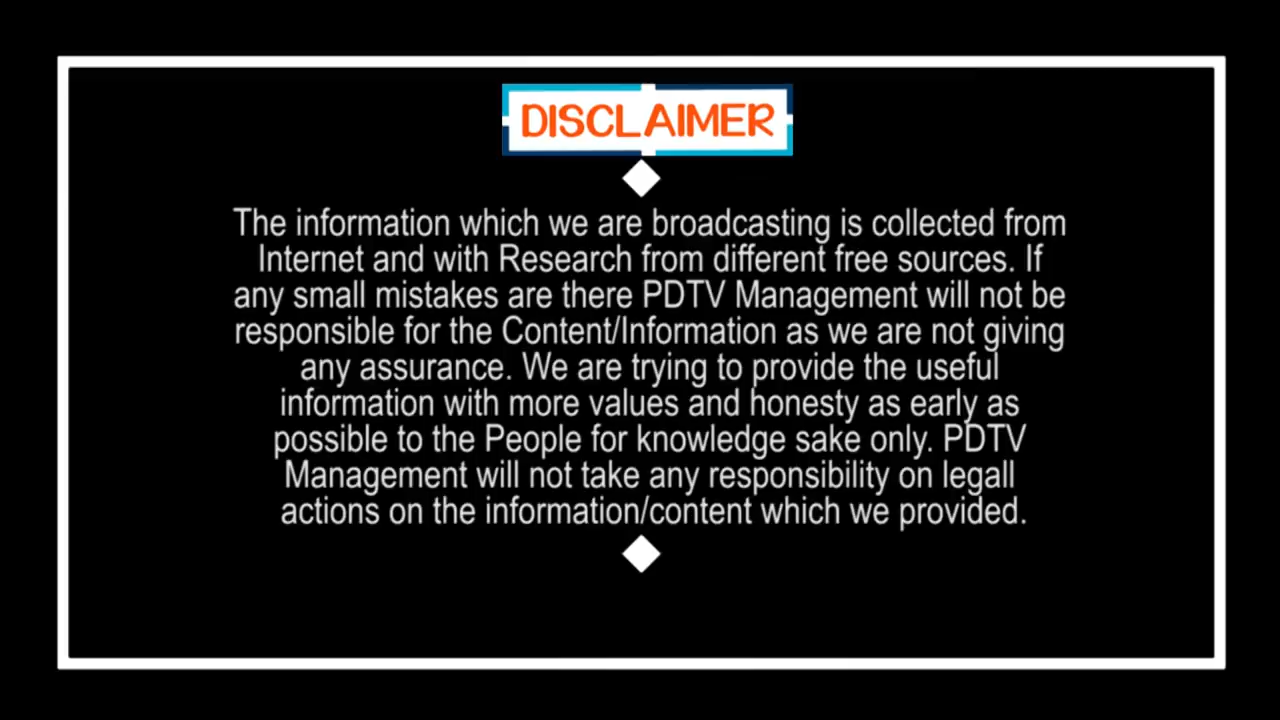 DISCLAIMER
The information which we are broadcasting is collected from
Internet and with Research from different free sources. If
any small mistakes are there PDTV Management will not be
responsible for the Content/Information as we are not giving
any assurance. We are trying to provide the useful
information with more values and honesty as early as
possible to the People for knowledge sake only. PDTV
Management will not take any responsibility on legall
actions on the information/content which we provided.